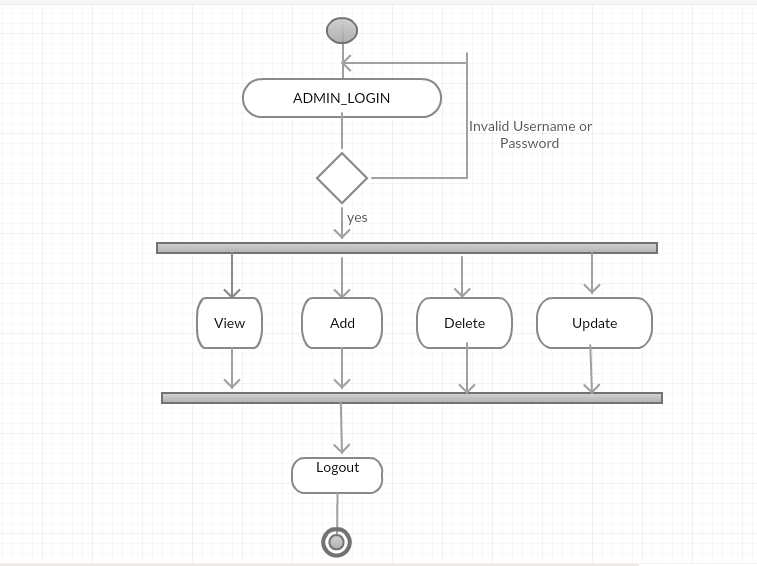 ADMIN_LOGIN
Invalid Username or
Password
yes
View
Add
Delete
Update
Logout